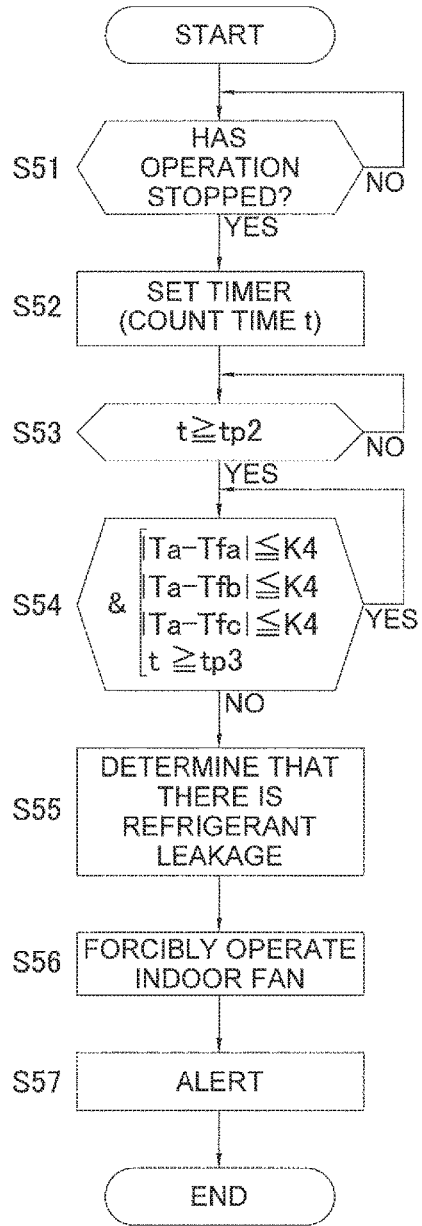 START
S51
HAS
OPERATION
STOPPED?
NO
YES
S52
SET TIMER
(COUNT TIME t)
S53
t≧tp2
NO
YES
S54
&
|Ta-Tfa|≦K4
|Ta-Tfb|≦K4
|Ta-Tfc|≦K4
t ≧tp3
YES
NO
S55
DETERMINE THAT
THERE IS
REFRIGERANT
LEAKAGE
S56
FORCIBLY OPERATE
INDOOR FAN
S57
ALERT
END